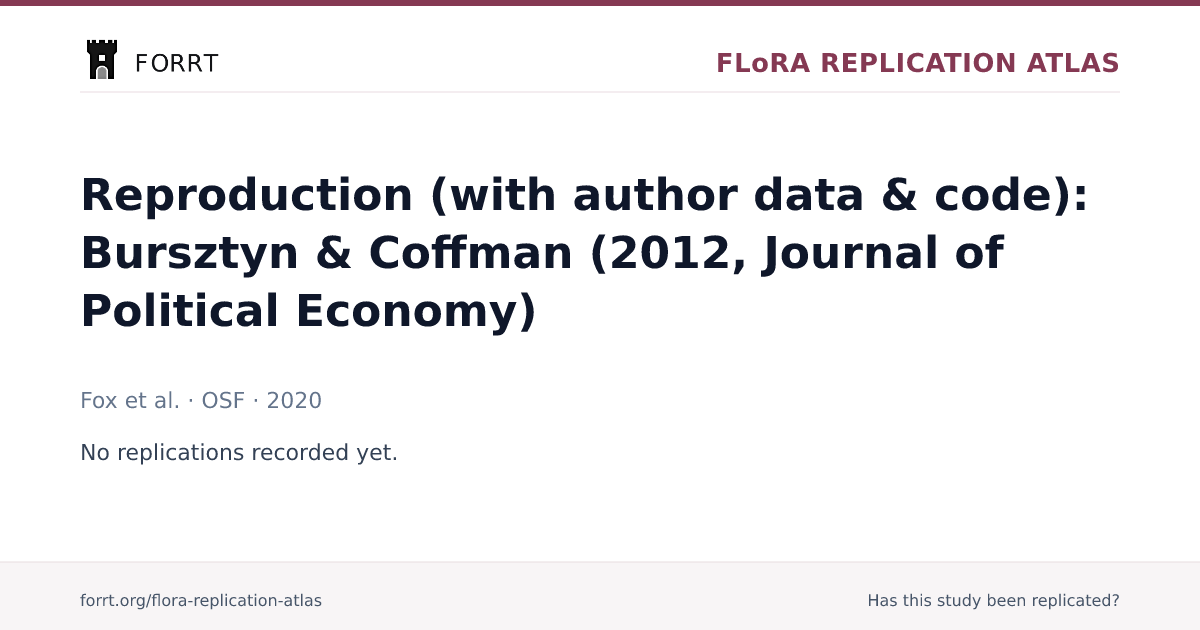 FORRT
FLoRA REPLICATION ATLAS
Reproduction (with author data & code):
Bursztyn & Coffman (2012, Journal of
Political Economy)
Fox et al. · OSF · 2020
No replications recorded yet.
forrt.org/flora-replication-atlas
Has this study been replicated?